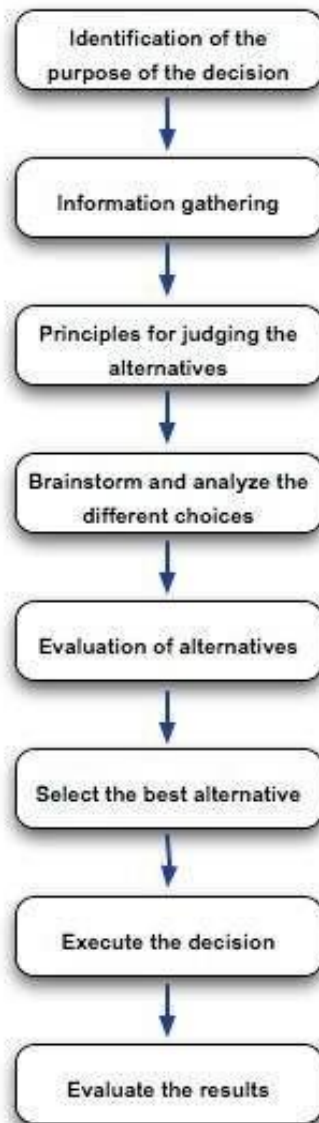 Identification of the
purpose of the decision
Information gathering
Principles for judging the
alternatives
Brainstorm and analyze the
different choices
Evaluation of alternatives
Select the best alternative
Execute the decision
Evaluate the results